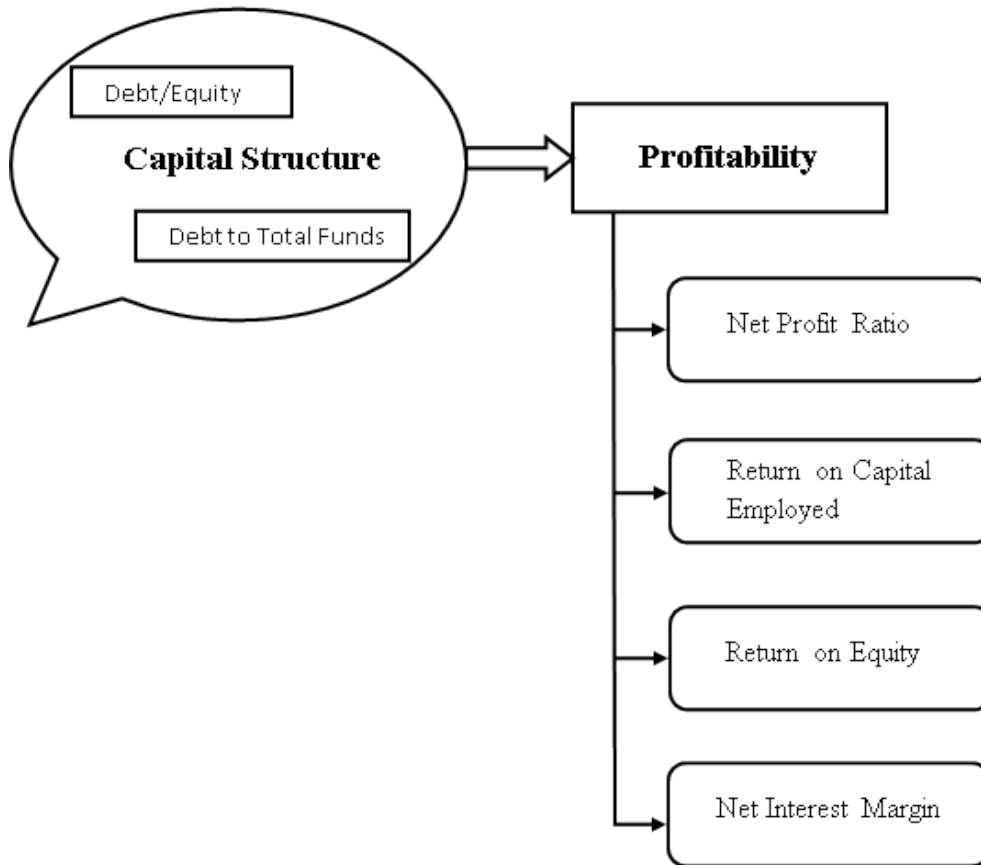 Debt/Equity
Capital Structure
Debt to Total Funds
Profitability
Net Profit Ratio
Return on Capital
Employed
Return on Equity
Net Interest Margin